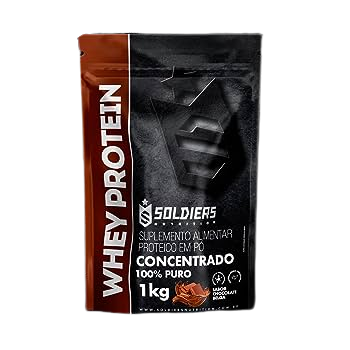 WHEY PROTEIN
SOLDIERS
NUTRITION
SUPLEMENTO ALIMENTAR
PROTEICO EM PÓ
CONCENTRADO
100% PURO
1kg
SABOR
CHOCOLATE
BELGA
WWW.SOLDIERSNUTRITION.COM.BR